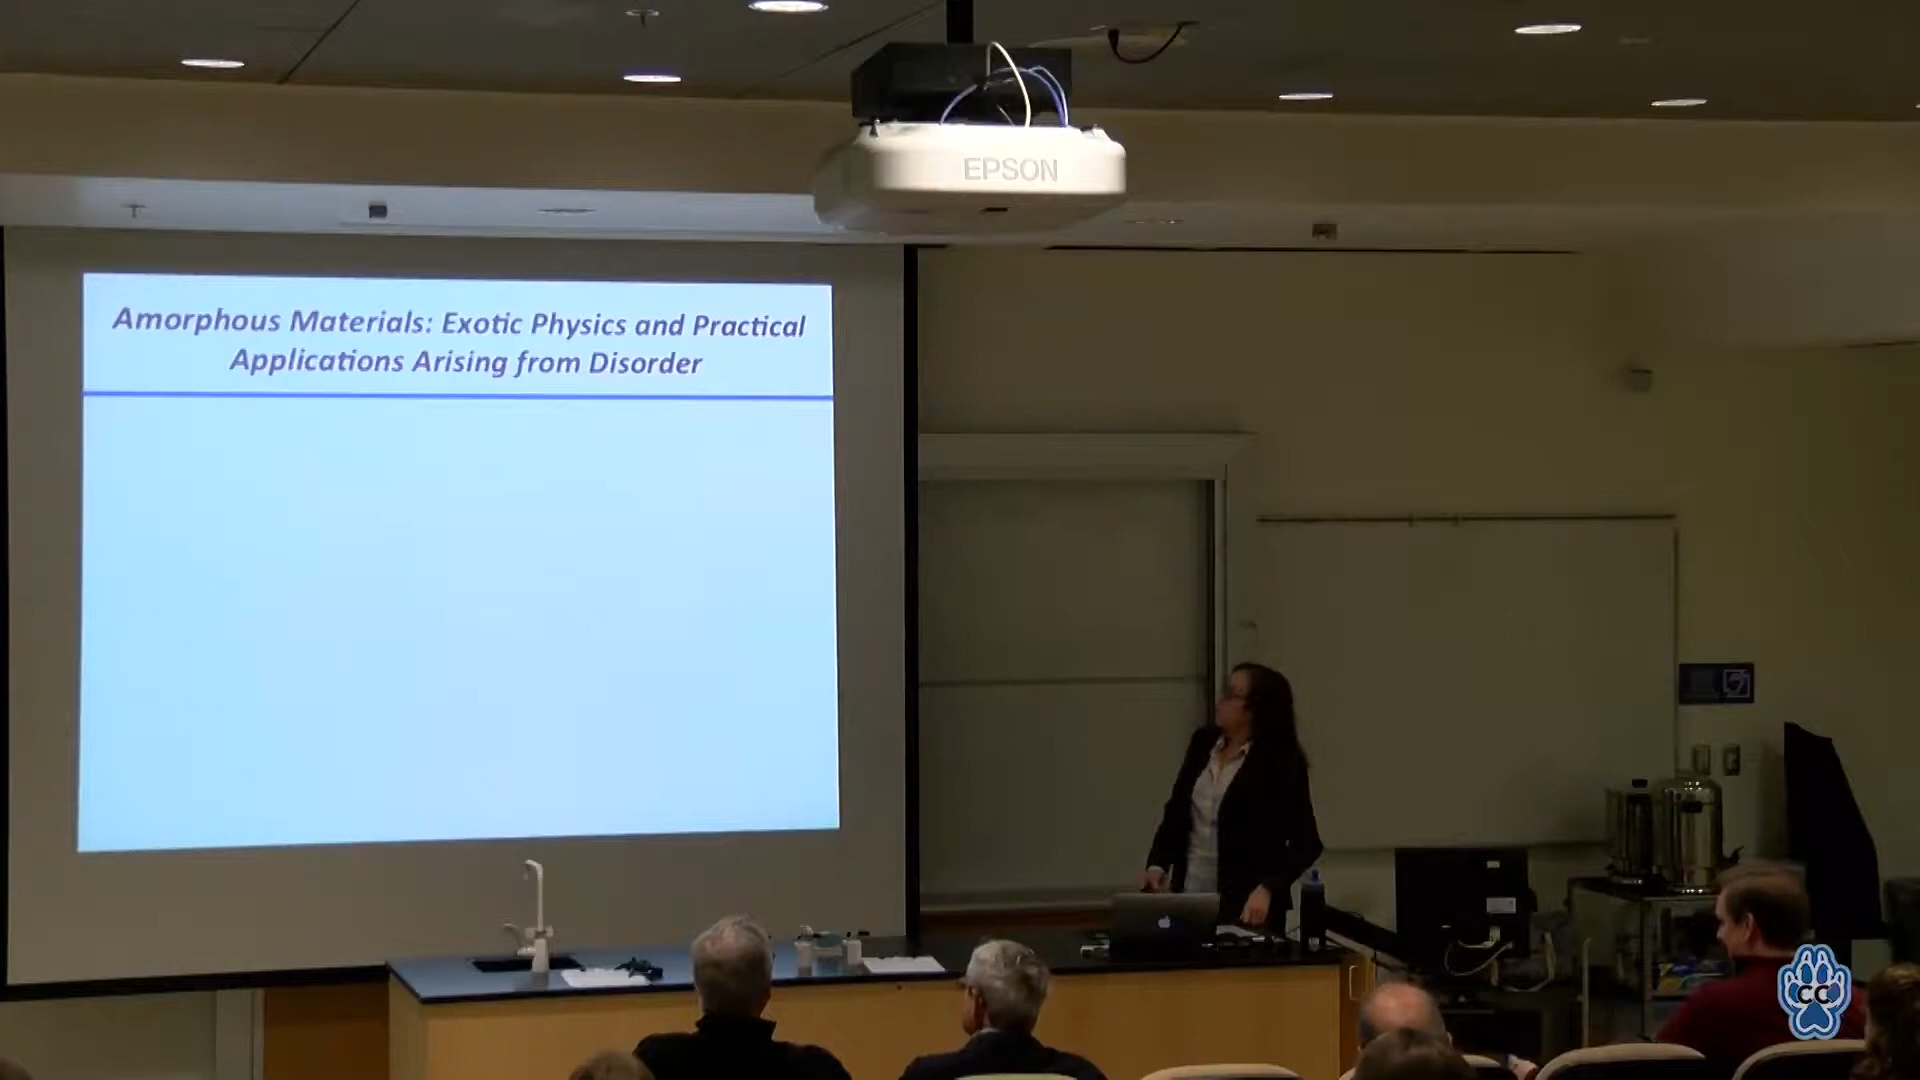 EPSON
Amorphous Materials: Exotic Physics and Practical
Applications Arising from Disorder
CC